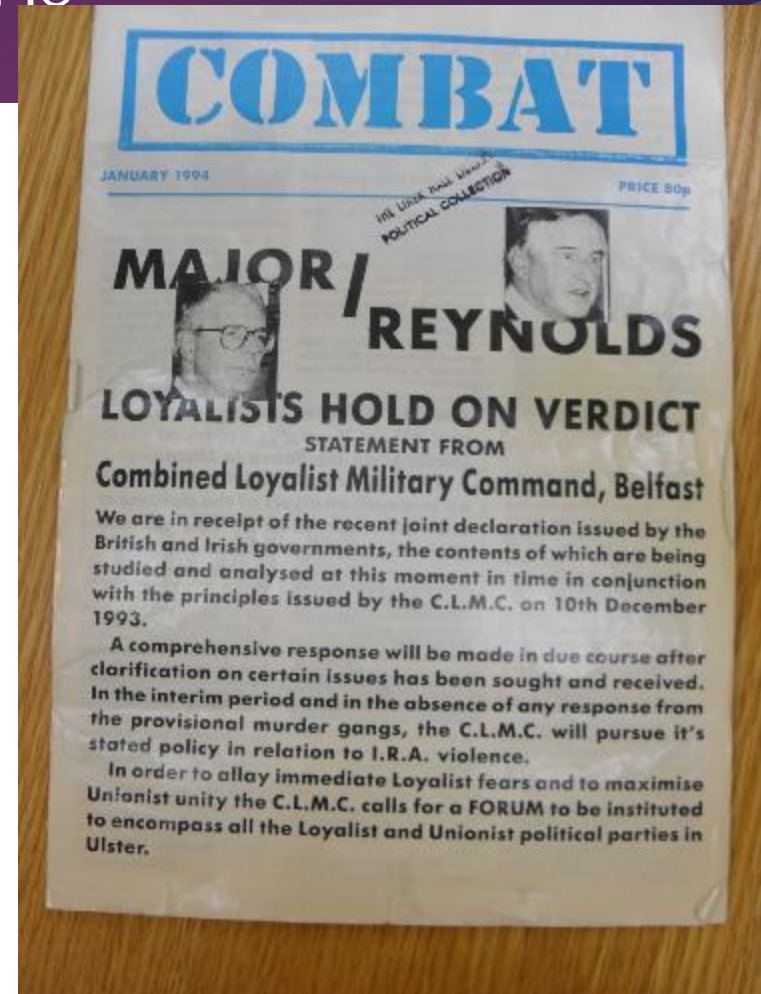 COMBAT
JANUARY 1994
PRICE 80p
POLITICAL COLLECTION
MAJOR/
REYNOLDS
LOYALISTS HOLD ON VERDICT
STATEMENT FROM
Combined Loyalist Military Command, Belfast
We are in receipt of the recent joint declaration issued by the
British and Irish governments, the contents of which are being
studied and analysed at this moment in time in conjunction
with the principles issued by the C.L.M.C. on 10th December
1993.
A comprehensive response will be made in due course after
clarification on certain issues has been sought and received.
In the interim period and in the absence of any response from
the provisional murder gangs, the C.L.M.C. will pursue it's
stated policy in relation to I.R.A. violence.
In order to allay immediate Loyalist fears and to maximise
Unionist unity the C.L.M.C. calls for a FORUM to be instituted
to encompass all the Loyalist and Unionist political parties in
Ulster.